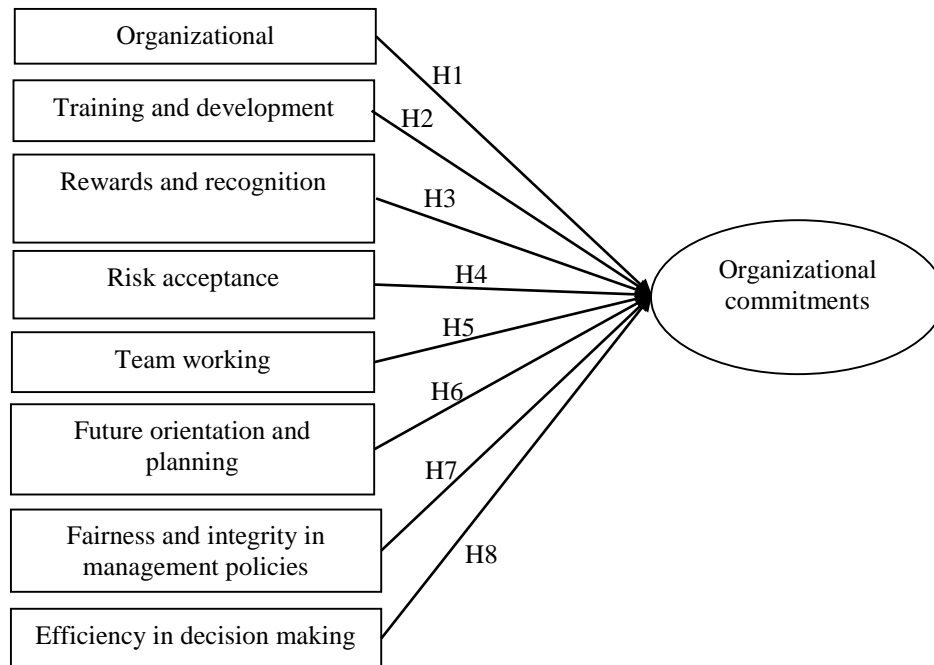 Organizational
H1
Training and development
H2
Rewards and recognition
H3
Risk acceptance
H4
Organizational
commitments
H5
Team working
H6
Future orientation and
planning
H7
Fairness and integrity in
management policies
H8
Efficiency in decision making